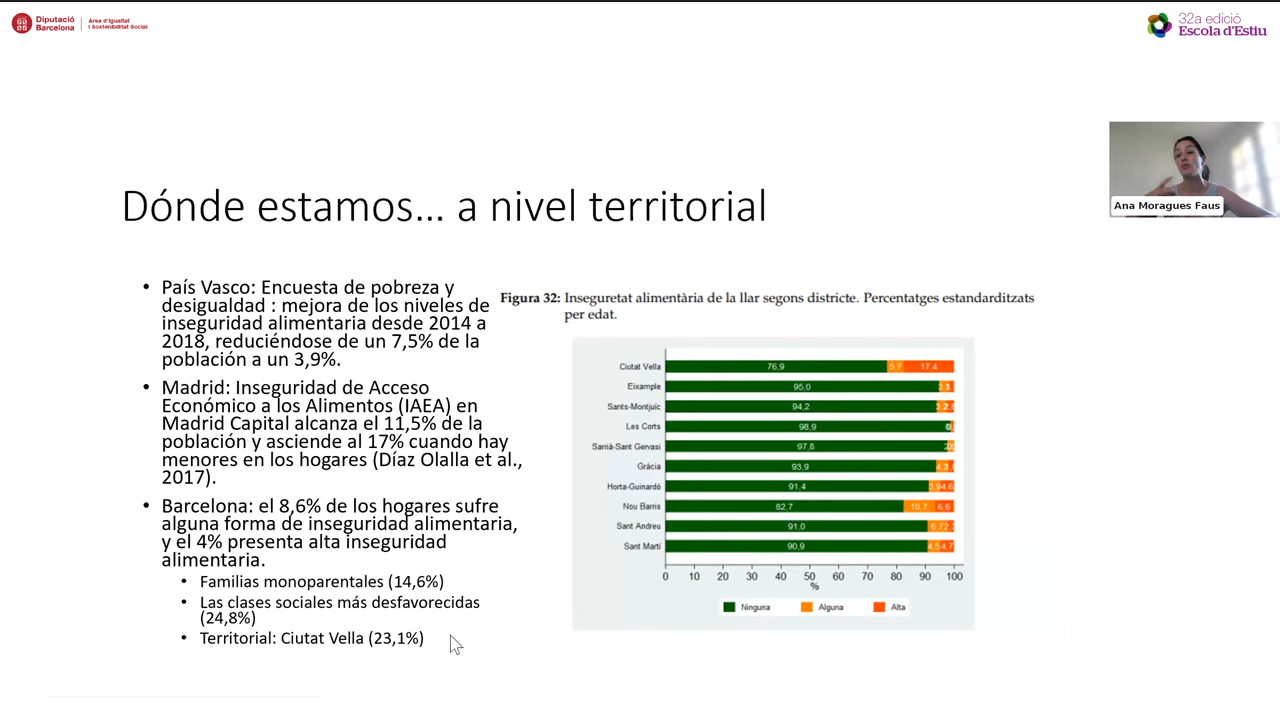 Diputació
Barcelona
Àrea d'Igualtat
i Sostenibilitat Social
32a edició
Escola d'Estiu
Ana Moragues Faus
Dónde estamos... a nivel territorial
• País Vasco: Encuesta de pobreza y
desigualdad : mejora de los niveles de
inseguridad alimentaria desde 2014 a
2018, reduciéndose de un 7,5% de la
población a un 3,9%.
• Madrid: Inseguridad de Acceso
Económico a los Alimentos (IAEA) en
Madrid Capital alcanza el 11,5% de la
población y asciende al 17% cuando hay
menores en los hogares (Díaz Olalla et al.,
2017).
• Barcelona: el 8,6% de los hogares sufre
alguna forma de inseguridad alimentaria,
y el 4% presenta alta inseguridad
alimentaria.
• Familias monoparentales (14,6%)
• Las clases sociales más desfavorecidas
(24,8%)
• Territorial: Ciutat Vella (23,1%)
Figura 32: Inseguretat alimentària de la llar segons districte. Percentatges estandarditzats
per edat.
Ciutat Vella 76,9 5,7 17,4
Eixample 95,0
Sants-Montjuïc 94,2
Les Corts 98,9
Sarrià-Sant Gervasi 97,6
Gràcia 93,9
Horta-Guinardó 91,4
Nou Barris 82,7 10,7 6,6
Sant Andreu 91,0
Sant Martí 90,9
0 10 20 30 40 50 60 70 80 90 100
%
Ninguna Alguna Alta